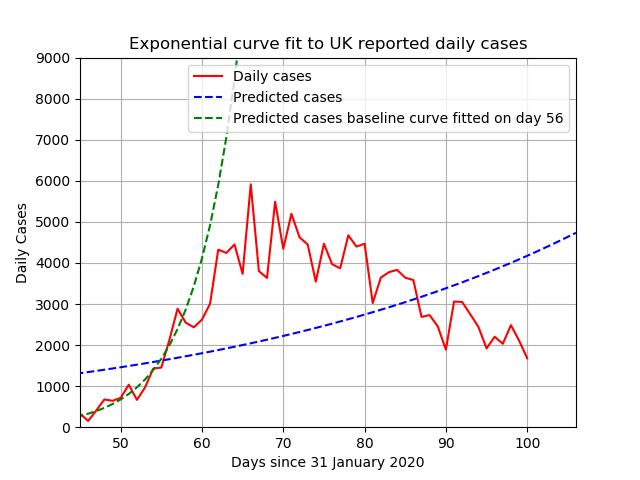 Exponential curve fit to UK reported daily cases
Daily cases
Predicted cases
Predicted cases baseline curve fitted on day 56
Daily Cases
9000
8000
7000
6000
5000
4000
3000
2000
1000
0
50 60 70 80 90 100
Days since 31 January 2020